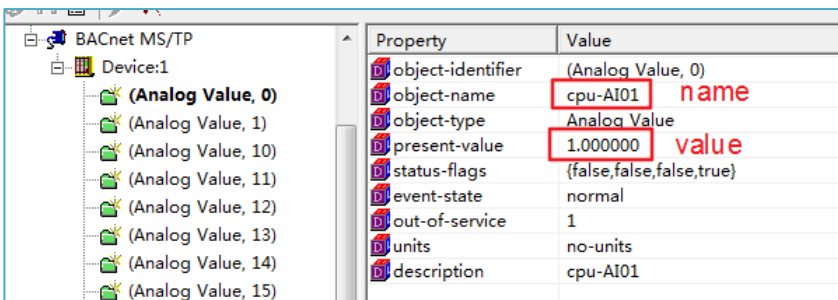 BACnet MS/TP
Device:1
(Analog Value, 0)
(Analog Value, 1)
(Analog Value, 10)
(Analog Value, 11)
(Analog Value, 12)
(Analog Value, 13)
(Analog Value, 14)
(Analog Value, 15)
Property Value
object-identifier (Analog Value, 0)
object-name cpu-AI01 name
object-type Analog Value
present-value 1.000000 value
status-flags {false,false,false,true}
event-state normal
out-of-service 1
units no-units
description cpu-AI01